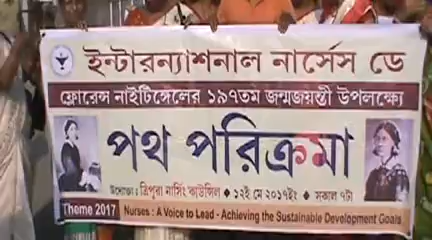 ইন্টারন্যাশনাল নার্সেস ডে
ফ্লোরেন্স নাইটিঙ্গেলের ১৯৭তম জন্মজয়ন্তী উপলক্ষ্যে
পথ পরিক্রমা
উদ্যোক্তা : ত্রিপুরা নার্সিং কাউন্সিল ♦ ১২ই মে ২০১৭ইং ♦ সকাল ৭টা
Theme 2017 Nurses : A Voice to Lead - Achieving the Sustainable Development Goals